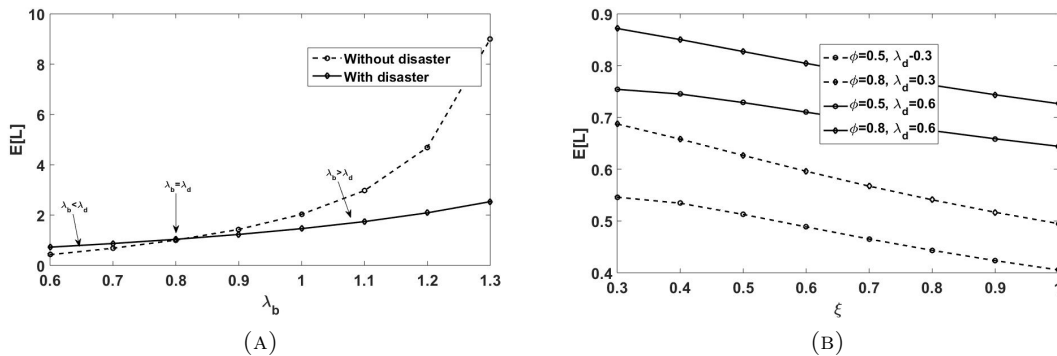 10
8
6
4
2
0
E[L]
Without disaster
With disaster
λb<λd
λb=λd
λb>λd
0.6 0.7 0.8 0.9 1 1.1 1.2 1.3
λb
(A)
0.9
0.8
0.7
0.6
0.5
0.4
E[L]
ϕ=0.5, λd-0.3
ϕ=0.8, λd=0.3
ϕ=0.5, λd=0.6
ϕ=0.8, λd=0.6
0.3 0.4 0.5 0.6 0.7 0.8 0.9 1
ξ
(B)